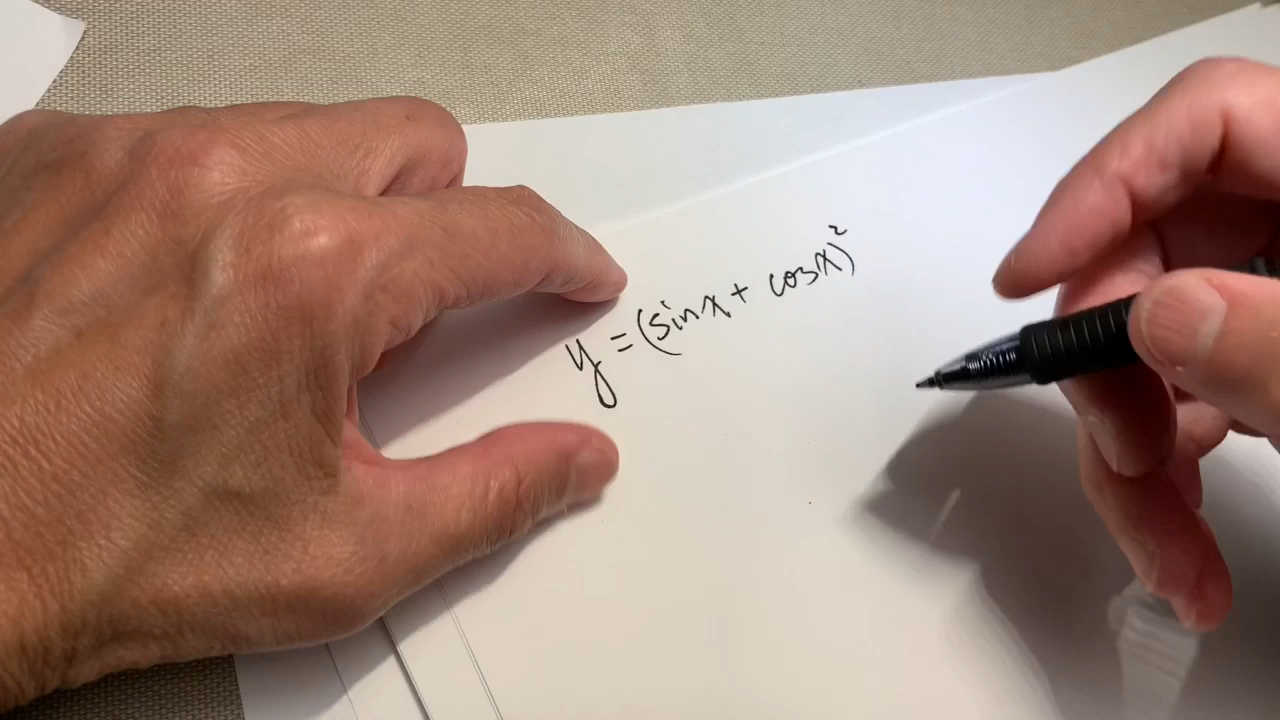 y = (sin x + cos x)²